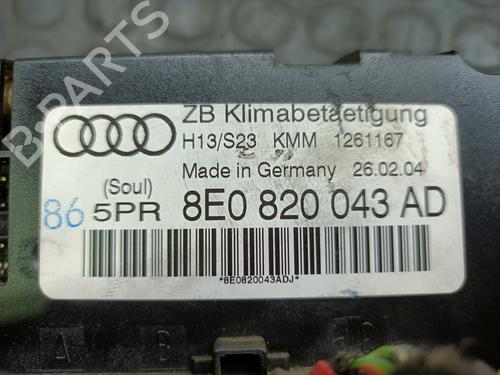 ZB Klimabetaetigung
H13/S23 KMM 1261167
Made in Germany 26.02.04
(Soul)
86 5PR 8E0 820 043 AD
*8E0820043ADJ*
A B C
B-Parts